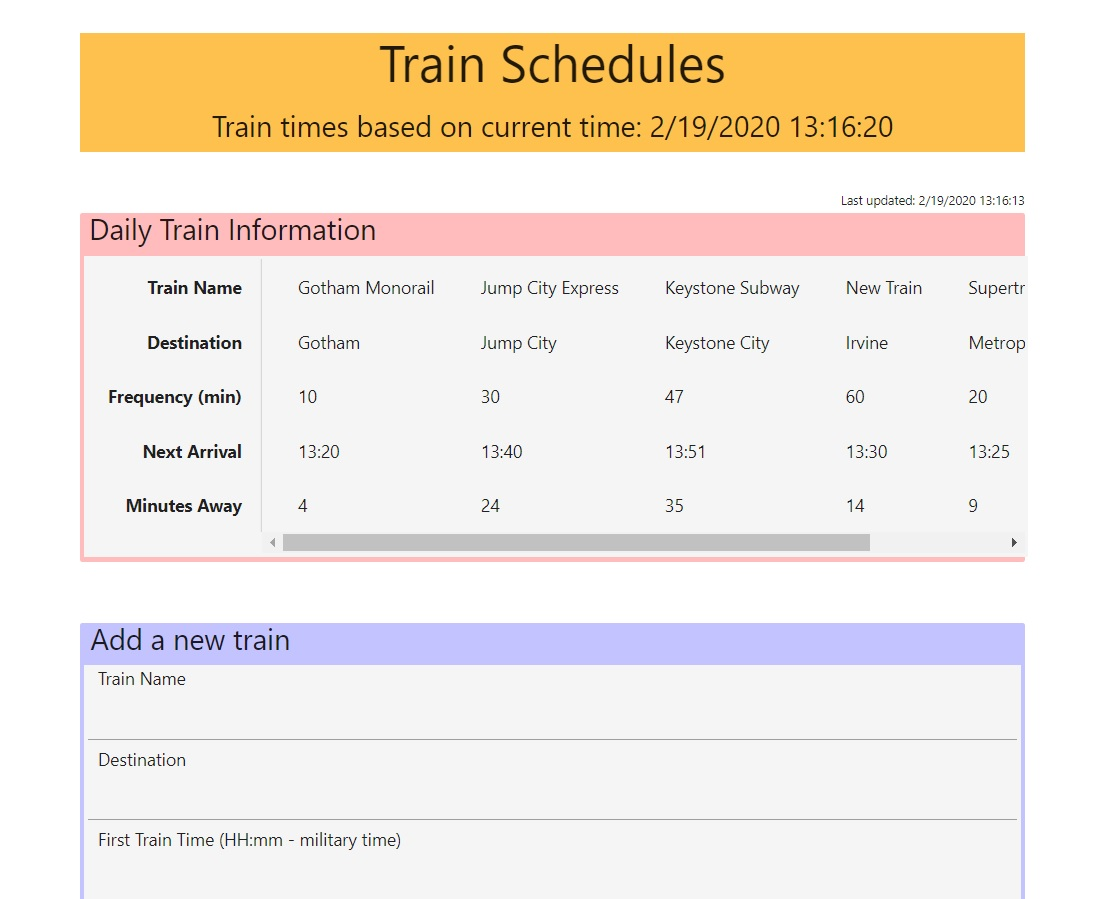 Train Schedules
Train times based on current time: 2/19/2020 13:16:20
Last updated: 2/19/2020 13:16:13
Daily Train Information
Train Name Gotham Monorail Jump City Express Keystone Subway New Train Supertr
Destination Gotham Jump City Keystone City Irvine Metrop
Frequency (min) 10 30 47 60 20
Next Arrival 13:20 13:40 13:51 13:30 13:25
Minutes Away 4 24 35 14 9
Add a new train
Train Name
Destination
First Train Time (HH:mm - military time)